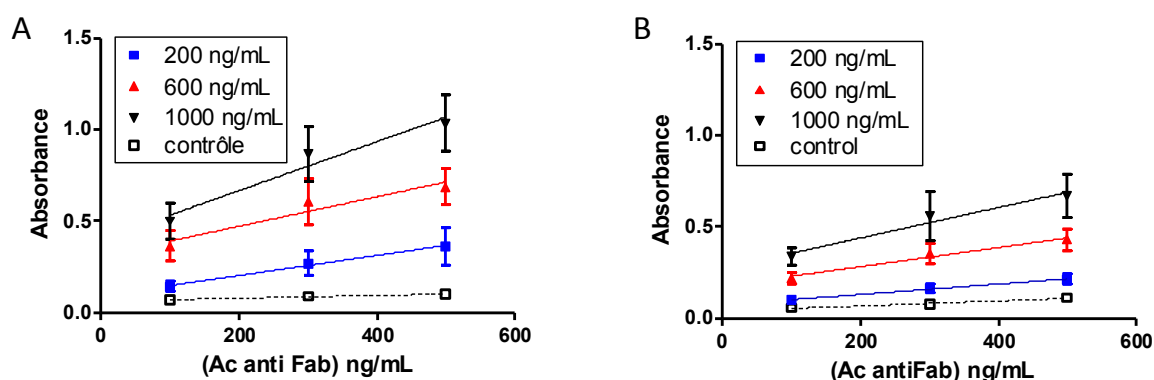 A
Absorbance
1.5
1.0
0.5
0.0
200 ng/mL
600 ng/mL
1000 ng/mL
contrôle
0
200
400
600
(Ac anti Fab) ng/mL
B
Absorbance
1.5
1.0
0.5
0.0
200 ng/mL
600 ng/mL
1000 ng/mL
control
0
200
400
600
(Ac antiFab) ng/mL